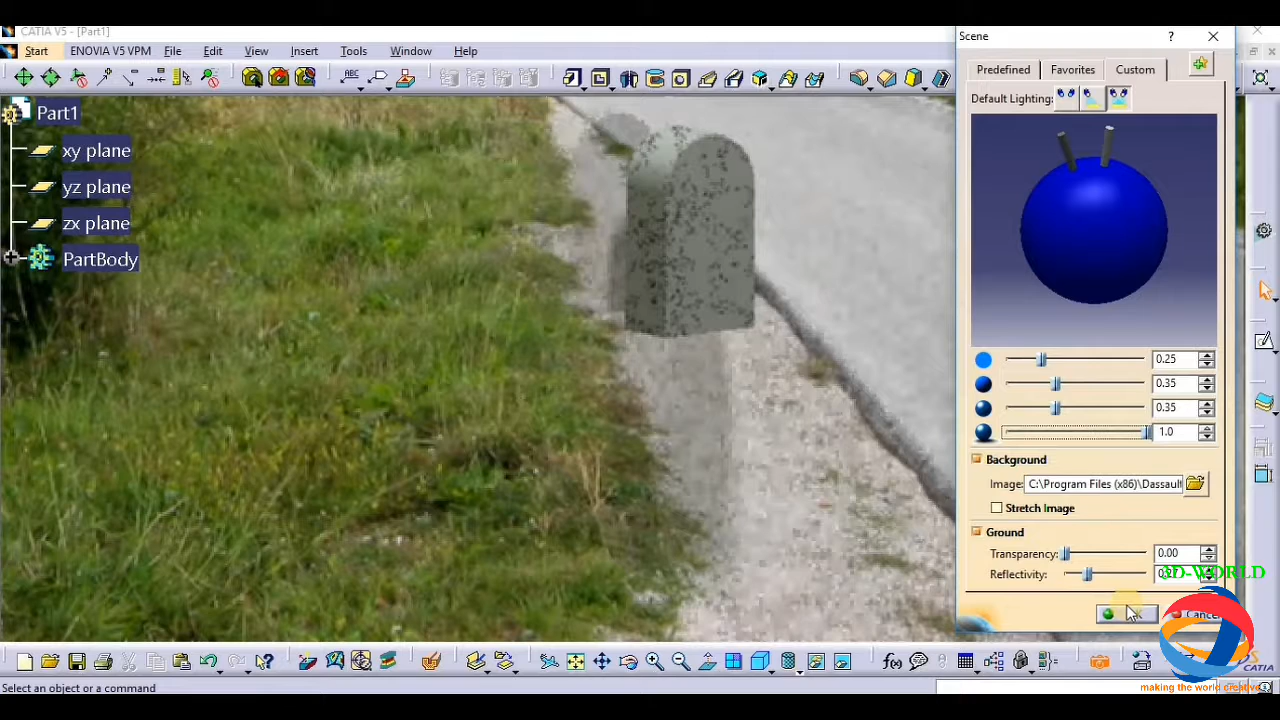 CATIA V5 - [Part1]
Start ENOVIA V5 VPM File Edit View Insert Tools Window Help
ABC
Part1
xy plane
yz plane
zx plane
PartBody
Scene
Predefined Favorites Custom
Default Lighting:
0.25
0.35
0.35
1.0
Background
Image: C:\Program Files (x86)\Dassault
Stretch Image
Ground
Transparency: 0.00
Reflectivity:
3D-WORLD
Cancel
f(x)
CATIA
making the world creative
Select an object or a command